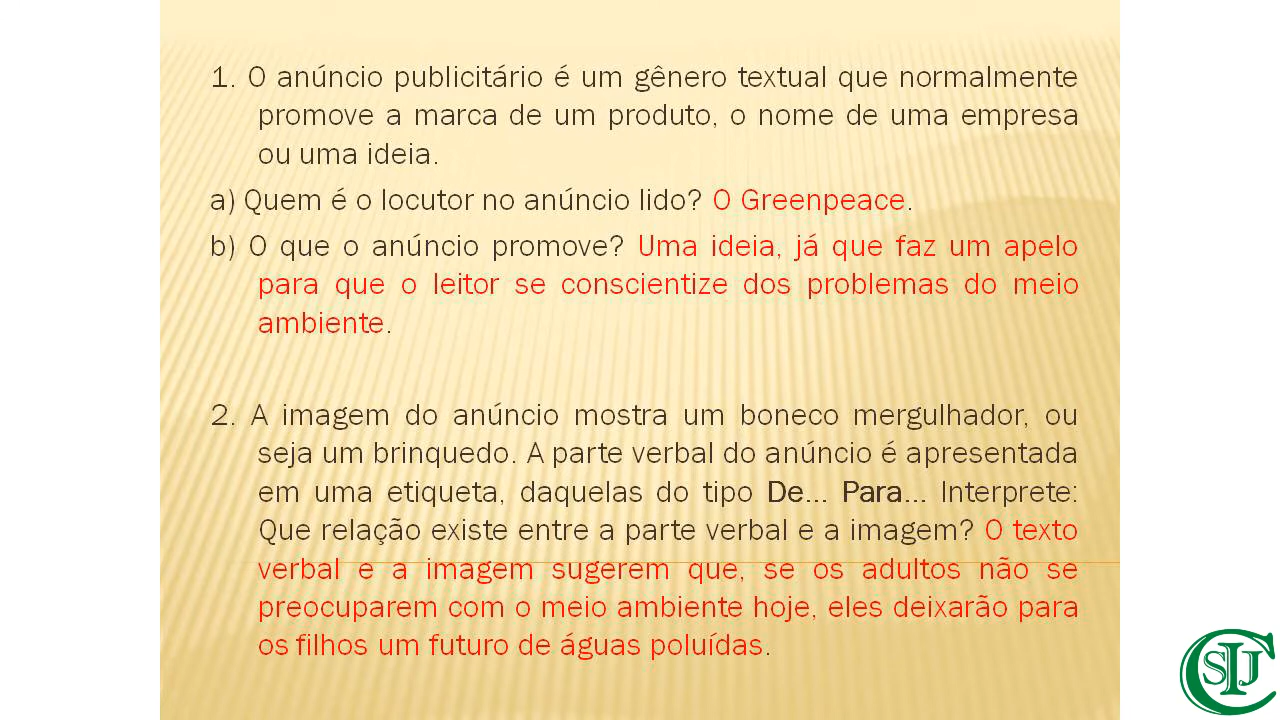 1. O anúncio publicitário é um gênero textual que normalmente
promove a marca de um produto, o nome de uma empresa
ou uma ideia.
a) Quem é o locutor no anúncio lido? O Greenpeace.
b) O que o anúncio promove? Uma ideia, já que faz um apelo
para que o leitor se conscientize dos problemas do meio
ambiente.
2. A imagem do anúncio mostra um boneco mergulhador, ou
seja um brinquedo. A parte verbal do anúncio é apresentada
em uma etiqueta, daquelas do tipo De... Para... Interprete:
Que relação existe entre a parte verbal e a imagem? O texto
verbal e a imagem sugerem que, se os adultos não se
preocuparem com o meio ambiente hoje, eles deixarão para
os filhos um futuro de águas poluídas.